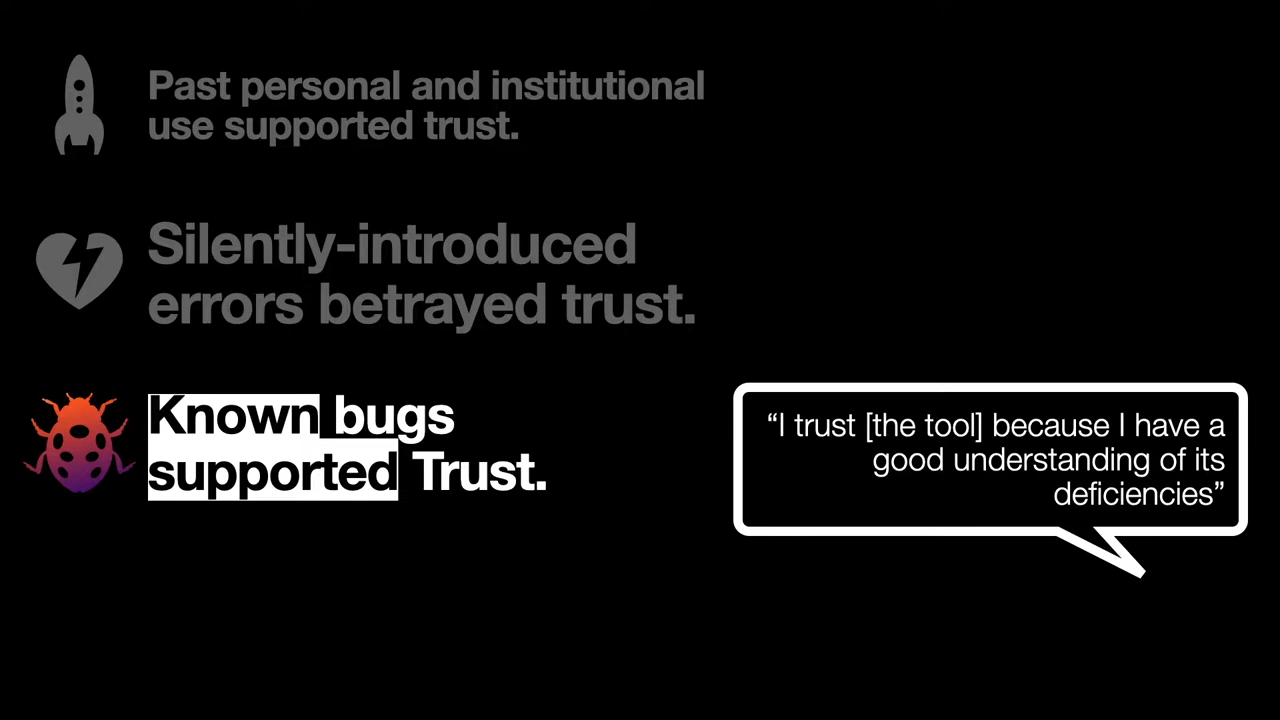 Past personal and institutional
use supported trust.
Silently-introduced
errors betrayed trust.
Known bugs
supported Trust.
“I trust [the tool] because I have a
good understanding of its
deficiencies”